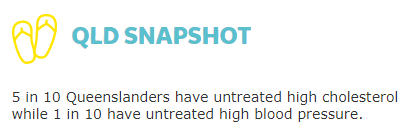 QLD SNAPSHOT
5 in 10 Queenslanders have untreated high cholesterol
while 1 in 10 have untreated high blood pressure.